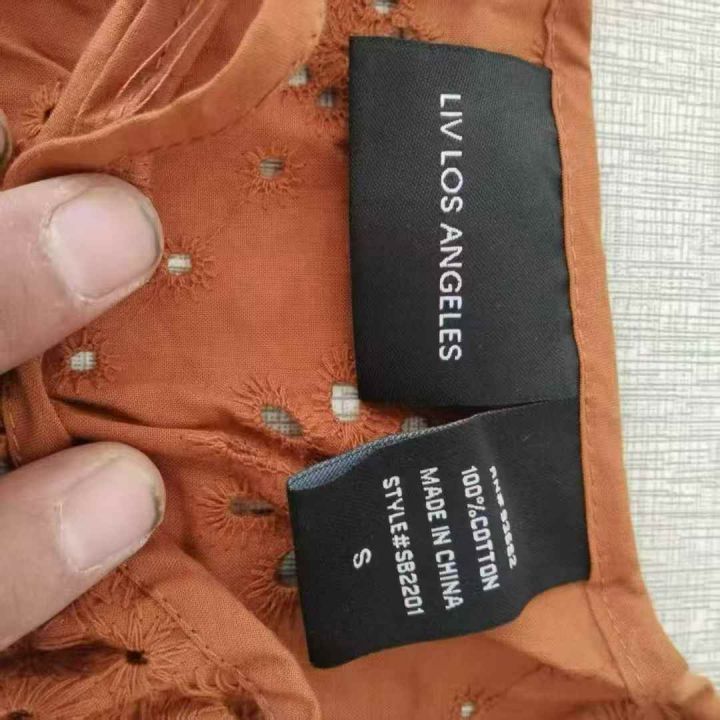 LIV LOS ANGELES
100%COTTON
MADE IN CHINA
STYLE#SB2201
S